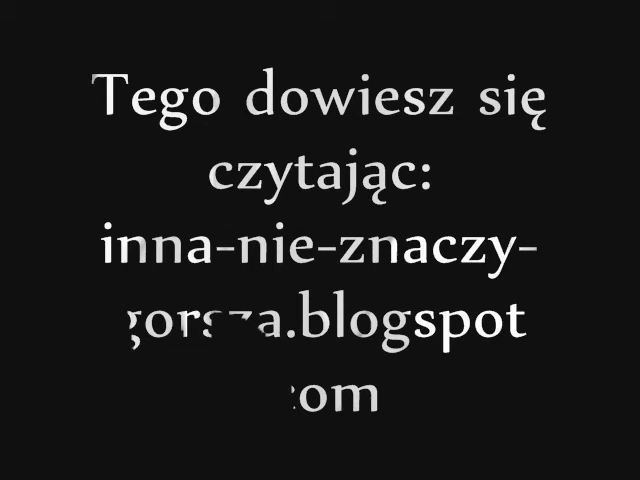 Tego dowiesz się
czytając:
inna-nie-znaczy-
gorsza.blogspot
com